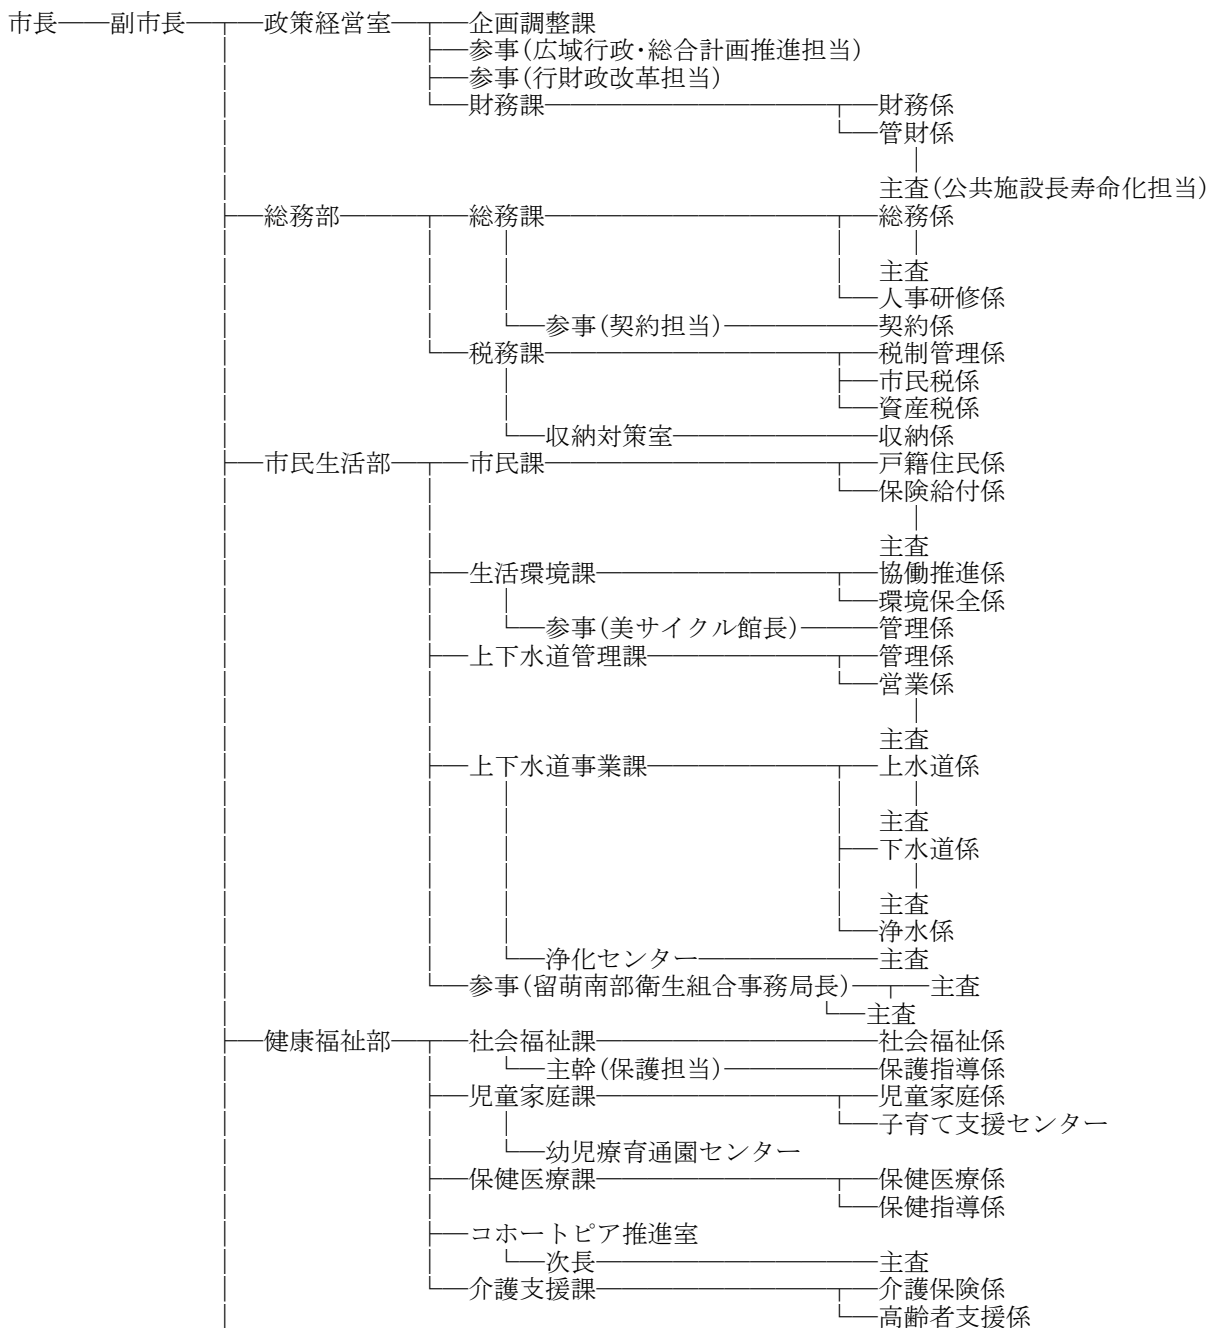 市長 副市長 政策経営室 企画調整課
参事(広域行政・総合計画推進担当)
参事(行財政改革担当)
財務課 財務係
管財係
主査(公共施設長寿命化担当)
総務部 総務課 総務係
主査
人事研修係
参事(契約担当) 契約係
税務課 税制管理係
市民税係
資産税係
収納対策室 収納係
市民生活部 市民課 戸籍住民係
保険給付係
主査
生活環境課 協働推進係
環境保全係
参事(美サイクル館長) 管理係
上下水道管理課 管理係
営業係
主査
上下水道事業課 上水道係
主査
下水道係
主査
浄水係
浄化センター 主査
参事(留萌南部衛生組合事務局長) 主査
主査
健康福祉部 社会福祉課 社会福祉係
主幹(保護担当) 保護指導係
児童家庭課 児童家庭係
子育て支援センター
幼児療育通園センター
保健医療課 保健医療係
保健指導係
コホートピア推進室
次長 主査
介護支援課 介護保険係
高齢者支援係